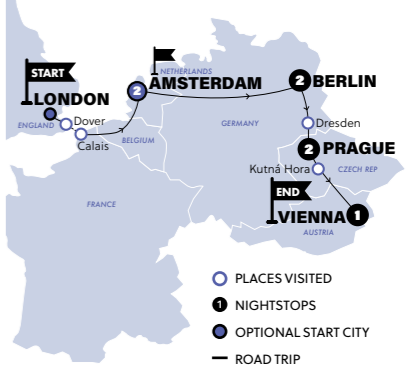 START
LONDON
ENGLAND
Dover
Calais
NETHERLANDS
2
AMSTERDAM
BELGIUM
GERMANY
2
BERLIN
Dresden
2
PRAGUE
Kutná Hora
CZECH REP
FRANCE
END
VIENNA
1
AUSTRIA
PLACES VISITED
1 NIGHTSTOPS
OPTIONAL START CITY
ROAD TRIP